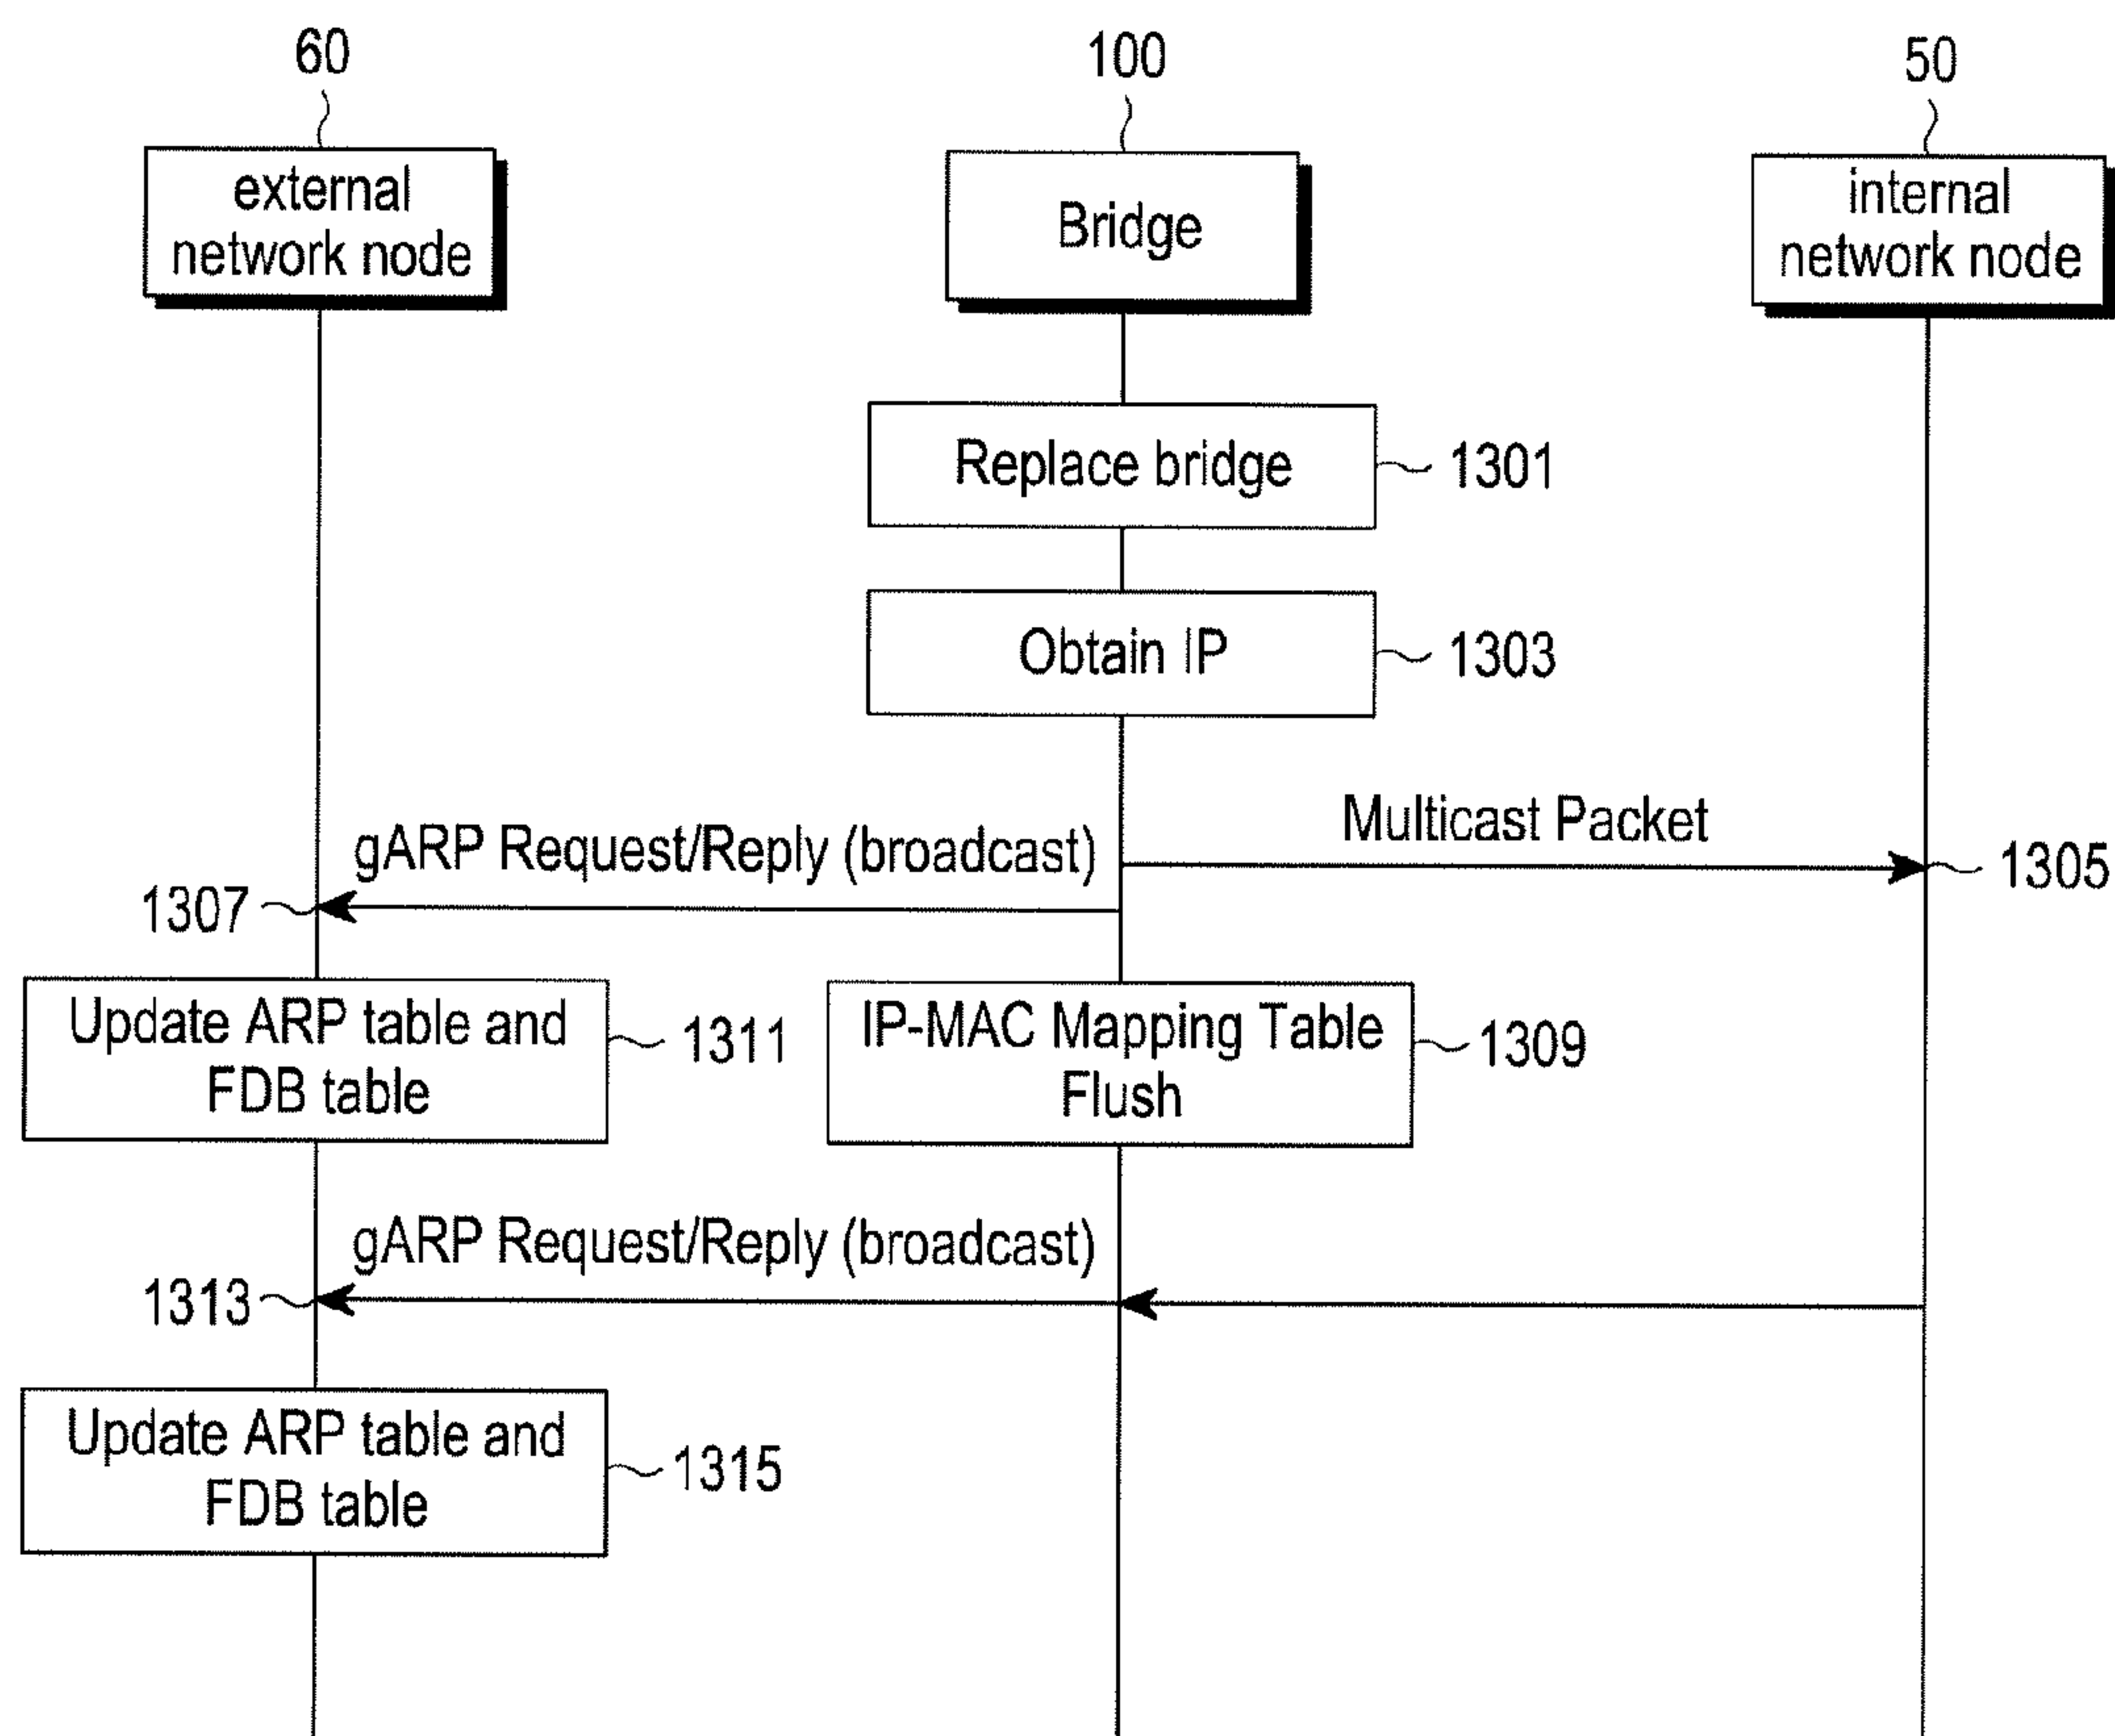 60
100
50
external
network node
Bridge
internal
network node
Replace bridge
1301
Obtain IP
1303
Multicast Packet
gARP Request/Reply (broadcast)
1305
1307
Update ARP table and
FDB table
1311
IP-MAC Mapping Table
Flush
1309
gARP Request/Reply (broadcast)
1313
Update ARP table and
FDB table
1315